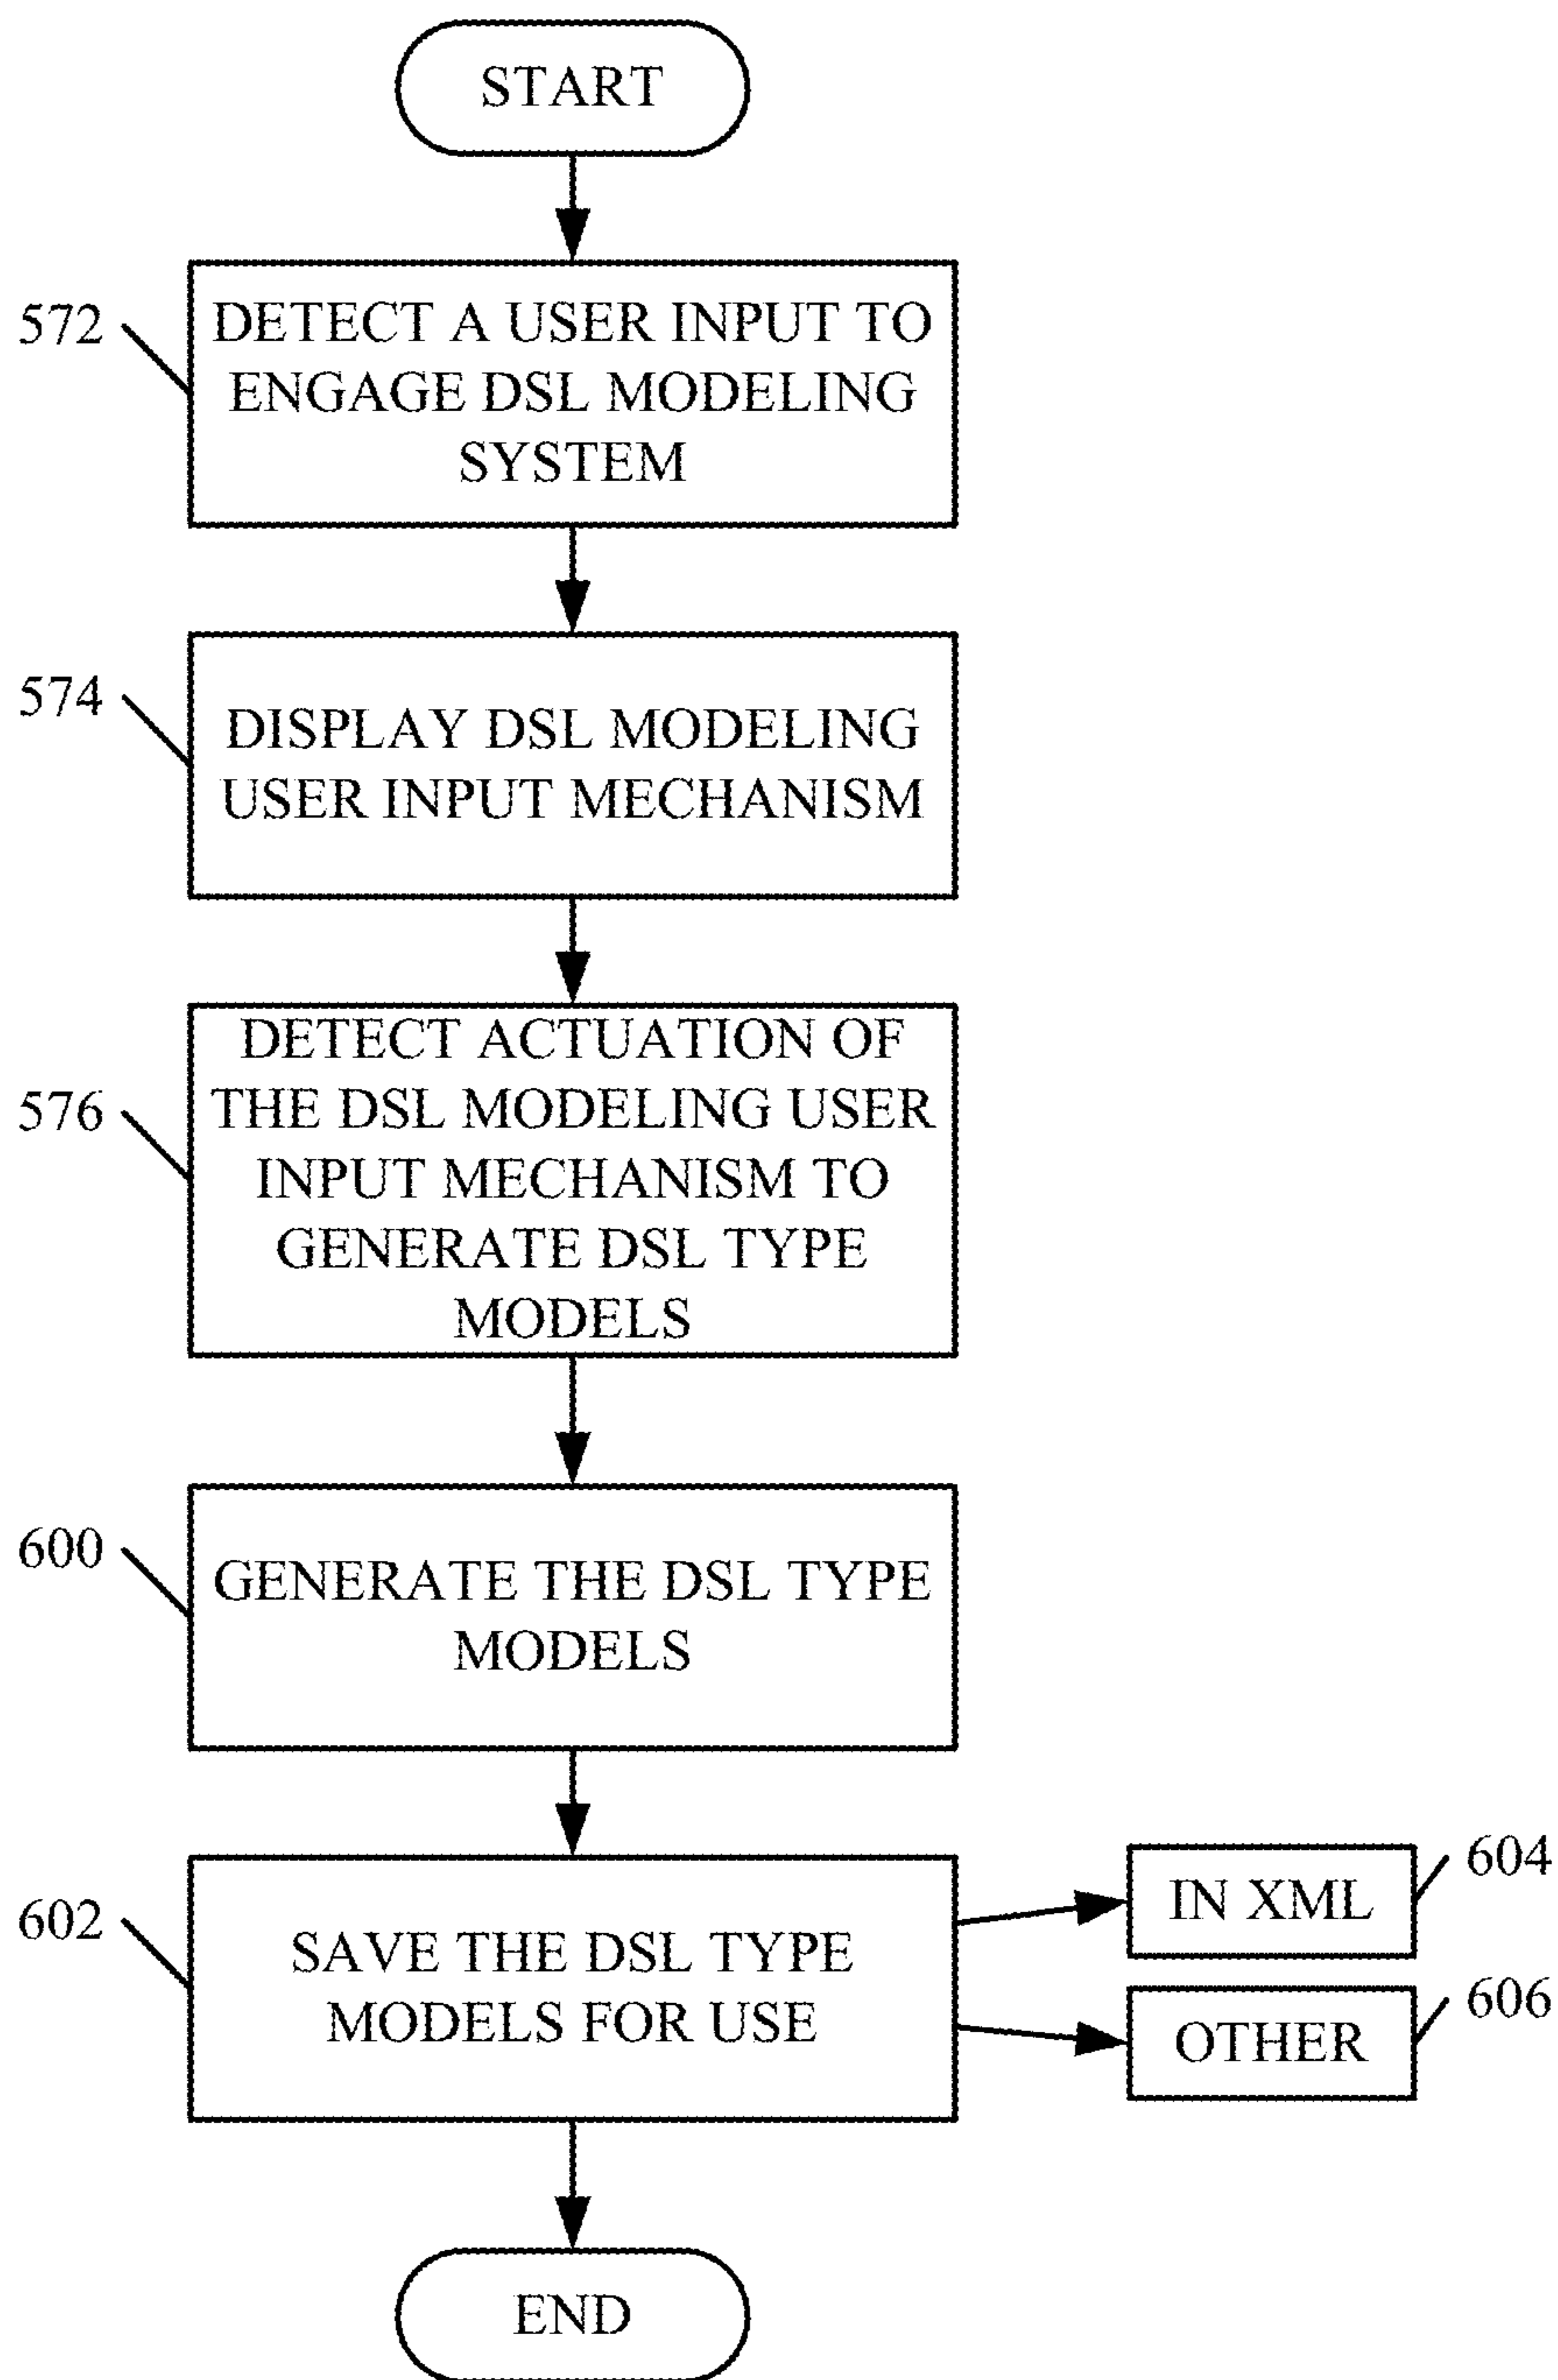 START
572
DETECT A USER INPUT TO
ENGAGE DSL MODELING
SYSTEM
574
DISPLAY DSL MODELING
USER INPUT MECHANISM
576
DETECT ACTUATION OF
THE DSL MODELING USER
INPUT MECHANISM TO
GENERATE DSL TYPE
MODELS
600
GENERATE THE DSL TYPE
MODELS
602
SAVE THE DSL TYPE
MODELS FOR USE
IN XML
604
OTHER
606
END